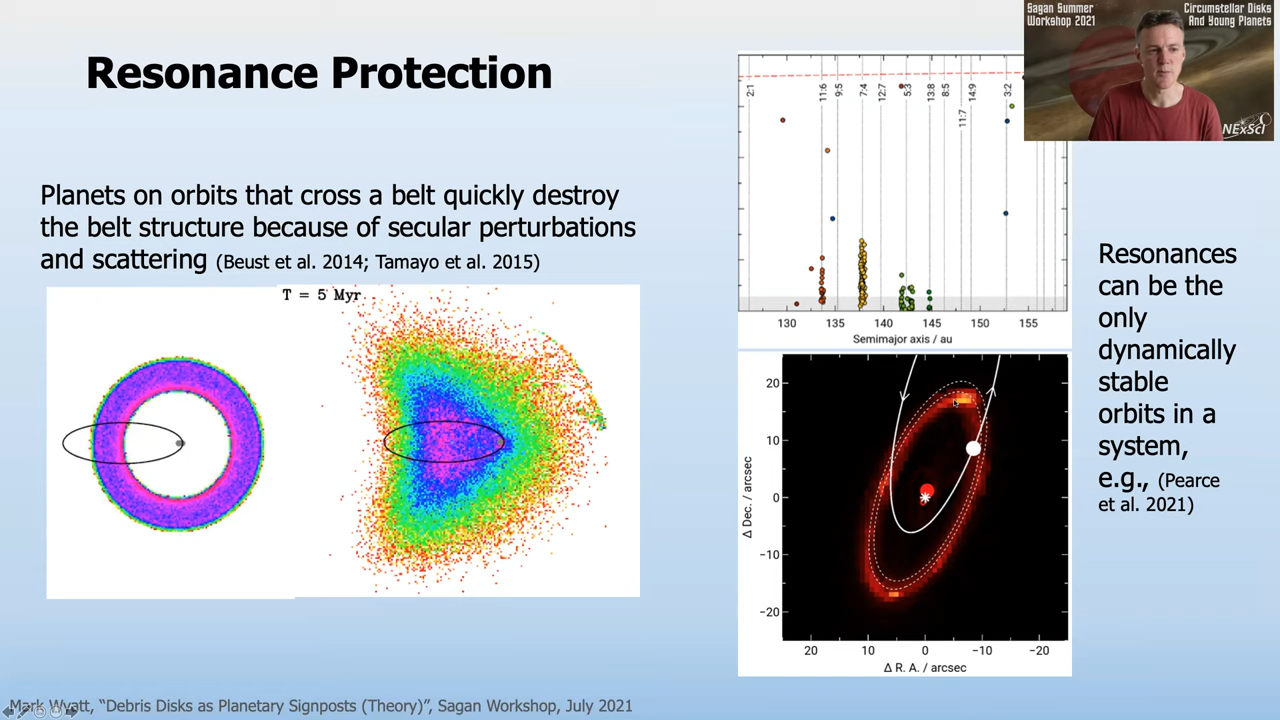 Resonance Protection
Planets on orbits that cross a belt quickly destroy
the belt structure because of secular perturbations
and scattering (Beust et al. 2014; Tamayo et al. 2015)
T = 5 Myr
2:1
11:6
9:5
7:4
12:7
5:3
13:8
8:5
11:7
14:9
3:2
130 135 140 145 150 155
Semimajor axis / au
20
10
0
−10
−20
Δ Dec. / arcsec
20 10 0 −10 −20
Δ R. A. / arcsec
Sagan Summer
Workshop 2021
Circumstellar Disks
And Young Planets
NExScI
Resonances
can be the
only
dynamically
stable
orbits in a
system,
e.g., (Pearce
et al. 2021)
Mark Wyatt, “Debris Disks as Planetary Signposts (Theory)”, Sagan Workshop, July 2021